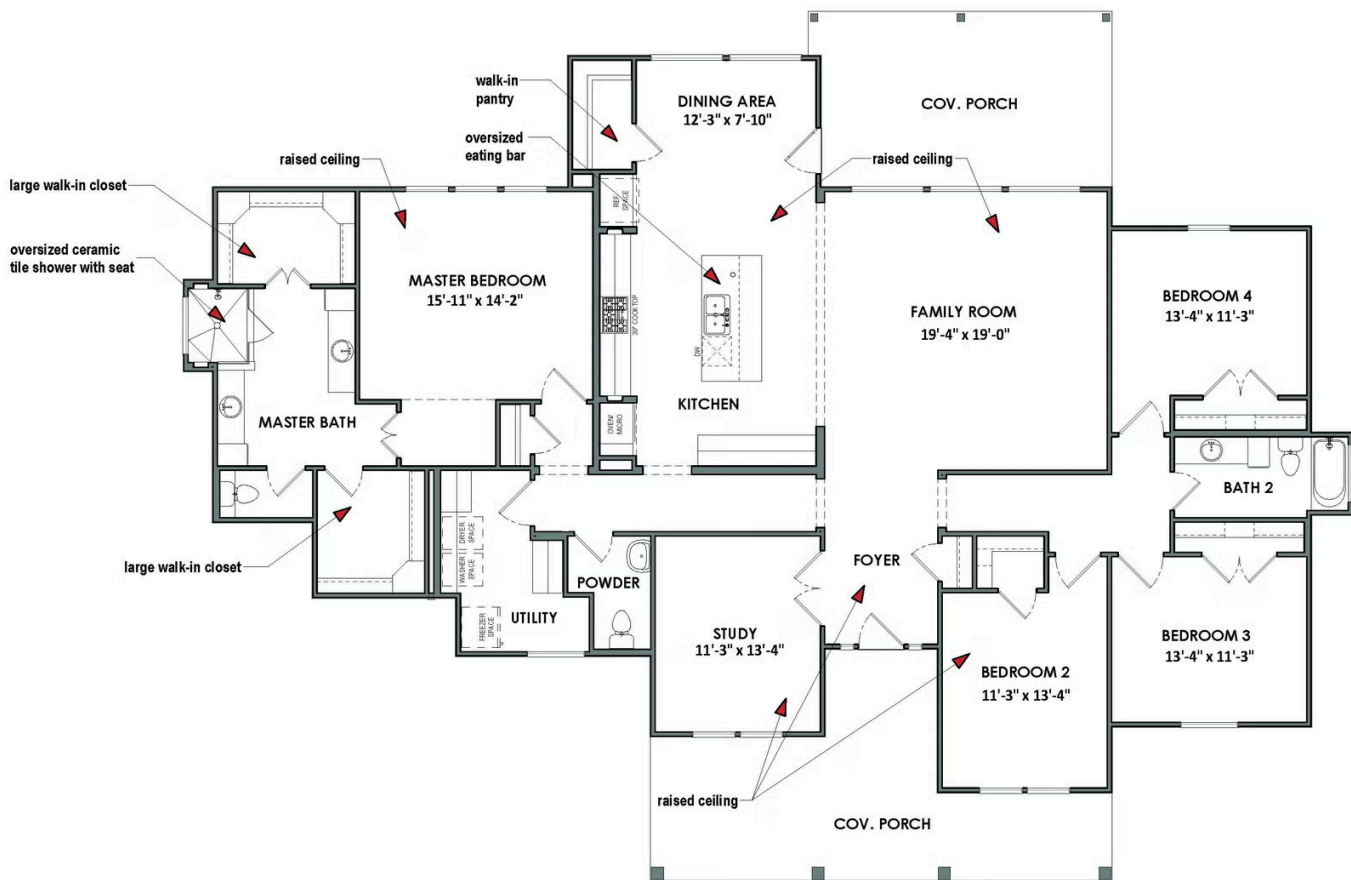 COV. PORCH
walk-in
pantry
DINING AREA
12'-3" x 7'-10"
oversized
eating bar
raised ceiling
raised ceiling
large walk-in closet
REF.
SPACE
oversized ceramic
tile shower with seat
MASTER BEDROOM
15'-11" x 14'-2"
30" COOKTOP
FAMILY ROOM
19'-4" x 19'-0"
BEDROOM 4
13'-4" x 11'-3"
DW
KITCHEN
MASTER BATH
OVEN/
MICRO
BATH 2
DRYER
SPACE
WASHER
SPACE
large walk-in closet
POWDER
FOYER
FREEZER
SPACE
UTILITY
STUDY
11'-3" x 13'-4"
BEDROOM 3
13'-4" x 11'-3"
BEDROOM 2
11'-3" x 13'-4"
raised ceiling
COV. PORCH